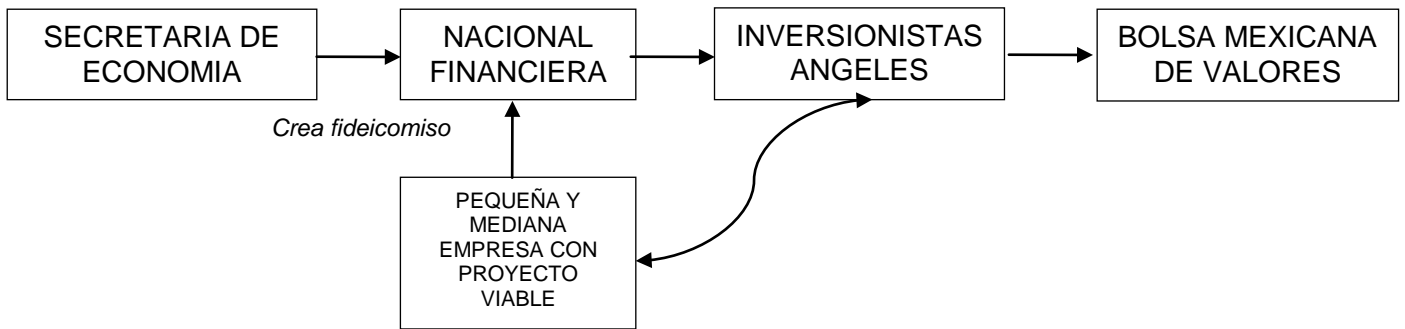 SECRETARIA DE
ECONOMIA
NACIONAL
FINANCIERA
INVERSIONISTAS
ANGELES
BOLSA MEXICANA
DE VALORES
Crea fideicomiso
PEQUEÑA Y
MEDIANA
EMPRESA CON
PROYECTO
VIABLE